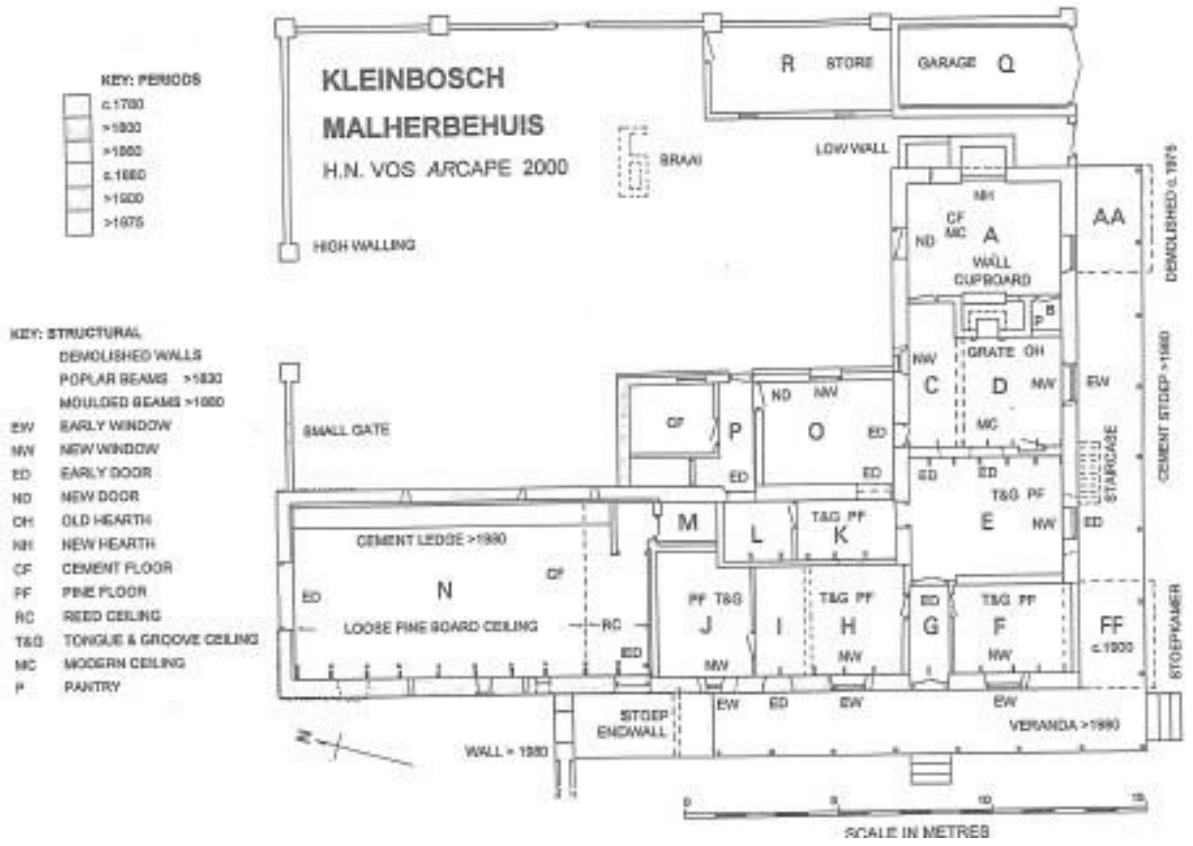 KLEINBOSCH
MALHERBEHUIS
H.N. VOS ARCAPE 2000
KEY: PERIODS
>1800
>1975
KEY: STRUCTURAL
DEMOLISHED WALLS
POPLAR BEAMS >1830
MOULDED BEAMS >1880
EW EARLY WINDOW
NW NEW WINDOW
ED EARLY DOOR
ND NEW DOOR
OH OLD HEARTH
NH NEW HEARTH
CF CEMENT FLOOR
PF PINE FLOOR
RC REED CEILING
T&G TONGUE & GROOVE CEILING
MC MODERN CEILING
P PANTRY
R STORE
GARAGE Q
BRAAI
LOW WALL
HIGH WALLING
SMALL GATE
NH
CF
MC
A
ND
WALL
CUPBOARD
AA
DEMOLISHED c. 1975
B
P
NW
GRATE OH
C
D
NW
EW
MC
CEMENT STOEP >1980
STAIRCASE
CF
P
ED
ND NW
O
ED
ED
ED
ED
T&G PF
E
NW
ED
CEMENT LEDGE >1980
M
L
T&G PF
K
CF
N
ED
LOOSE PINE BOARD CEILING
RC
ED
PF T&G
J
NW
I
T&G PF
H
NW
ED
G
T&G PF
F
NW
FF
c.1900
STOEPKAMER
EW
ED
EW
EW
VERANDA >1980
STOEP
ENDWALL
WALL > 1980
N
0
5
10
15
SCALE IN METRES